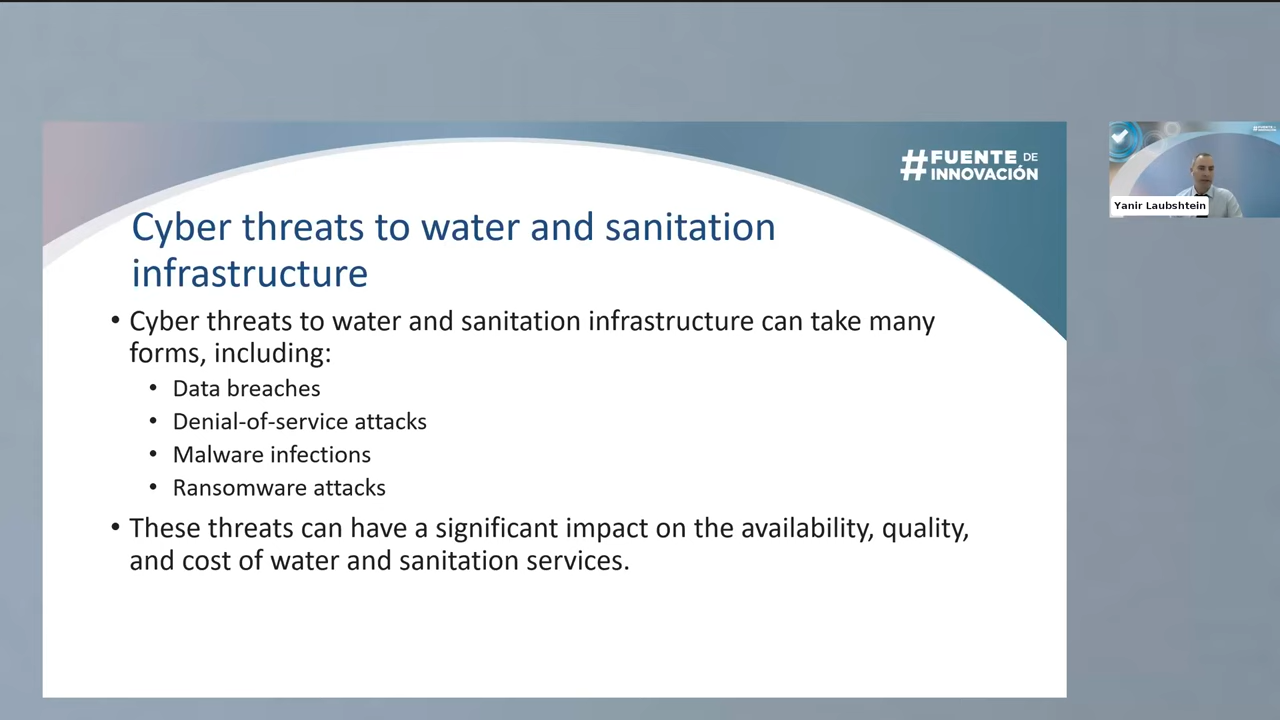 #FUENTE DE
INNOVACIÓN
Cyber threats to water and sanitation
infrastructure
• Cyber threats to water and sanitation infrastructure can take many
forms, including:
• Data breaches
• Denial-of-service attacks
• Malware infections
• Ransomware attacks
• These threats can have a significant impact on the availability, quality,
and cost of water and sanitation services.
Yanir Laubshtein